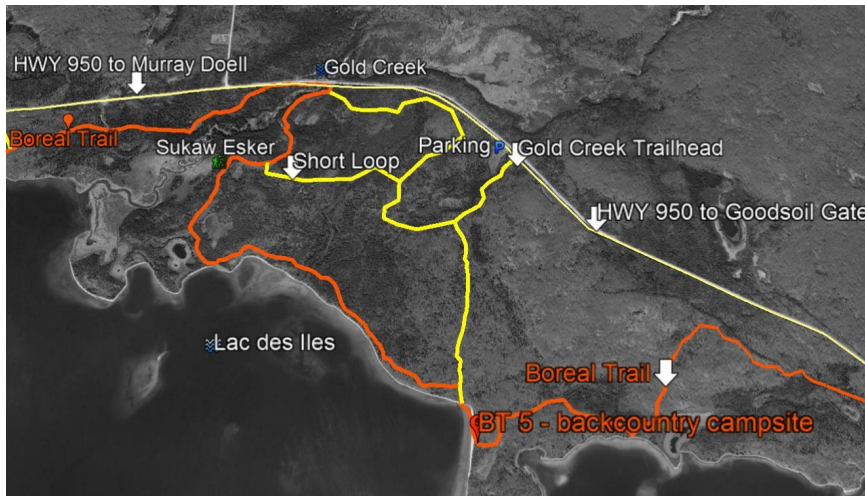 Gold Creek
HWY 950 to Murray Doell
Boreal Trail
Sukaw Esker
Short Loop
Parking P Gold Creek Trailhead
HWY 950 to Goodsoil Gate
Lac des Iles
Boreal Trail
BT 5 - backcountry campsite